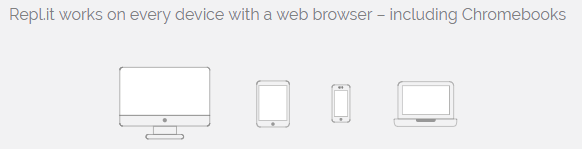 Repl.it works on every device with a web browser – including Chromebooks